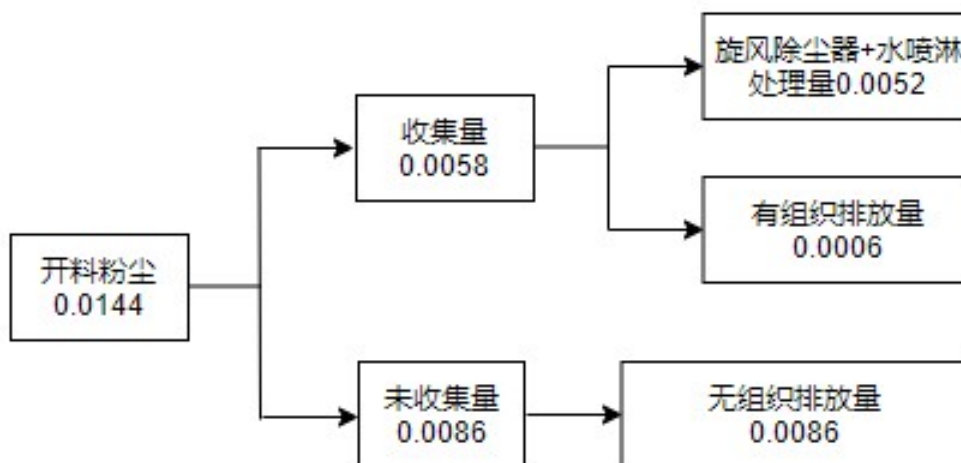 旋风除尘器+水喷淋
处理量0.0052
收集量
0.0058
有组织排放量
0.0006
开料粉尘
0.0144
未收集量
0.0086
无组织排放量
0.0086